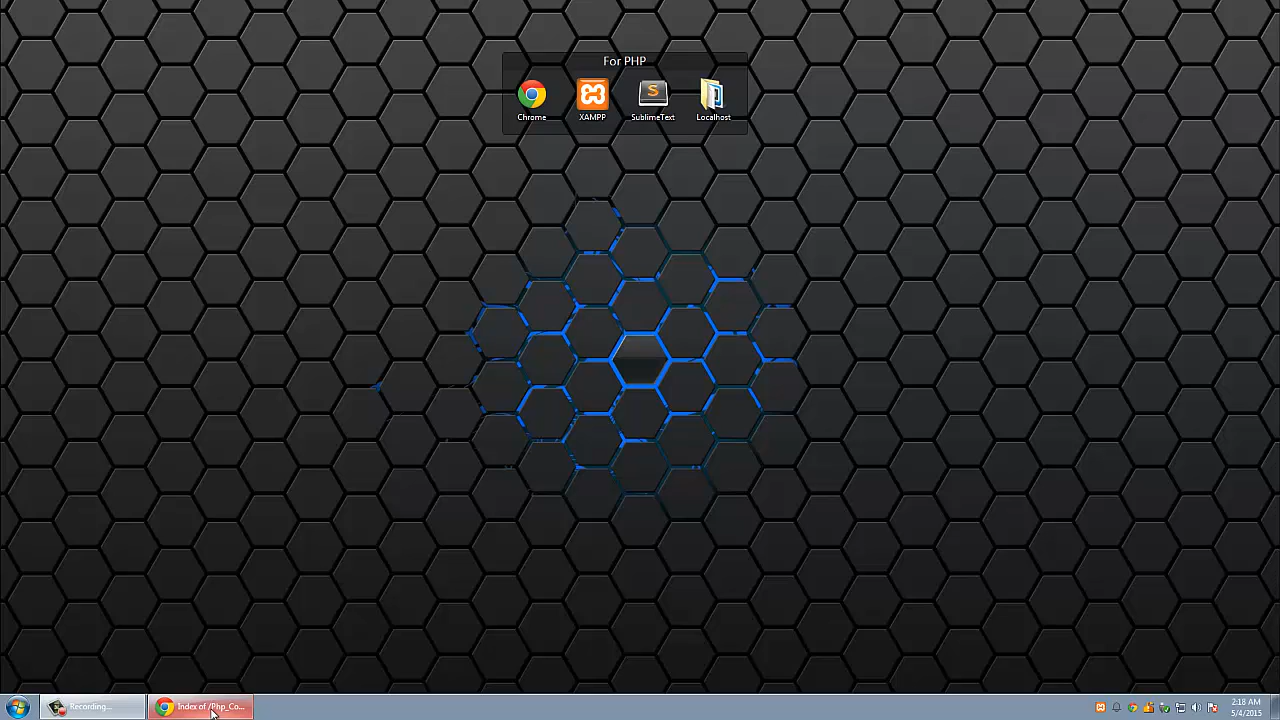 For PHP
Chrome
XAMPP
SublimeText
Localhost
S
Recording...
Index of /Php_Co...
2:18 AM
5/4/2015